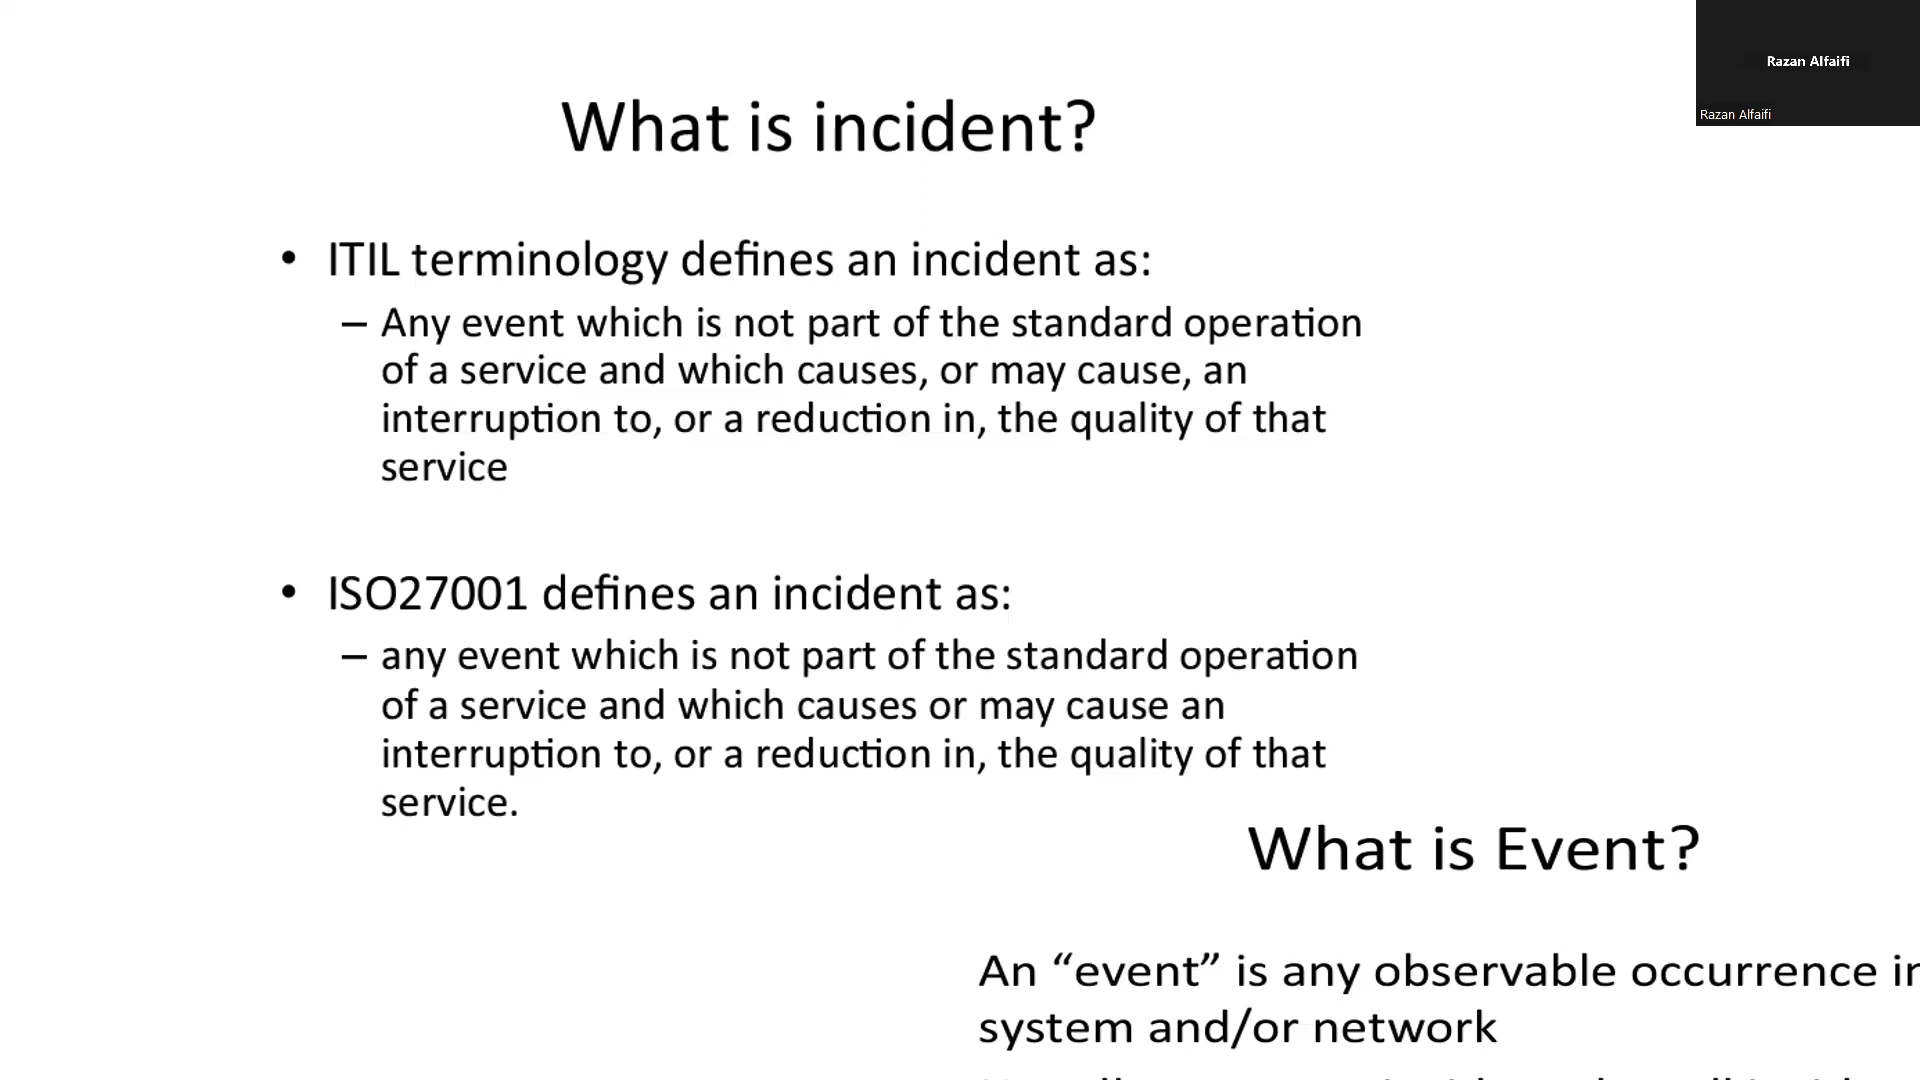 Razan Alfaifi
Razan Alfaifi
What is incident?
• ITIL terminology defines an incident as:
– Any event which is not part of the standard operation
of a service and which causes, or may cause, an
interruption to, or a reduction in, the quality of that
service
• ISO27001 defines an incident as:
– any event which is not part of the standard operation
of a service and which causes or may cause an
interruption to, or a reduction in, the quality of that
service.
What is Event?
An “event” is any observable occurrence in
system and/or network